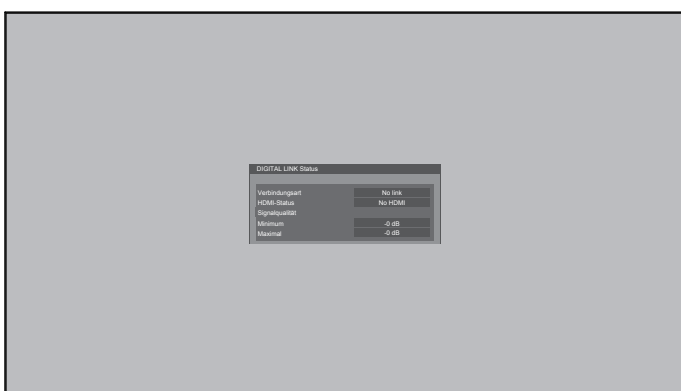 DIGITAL LINK Status
Verbindungsart No link
HDMI-Status No HDMI
Signalqualität
Minimum -0 dB
Maximal -0 dB